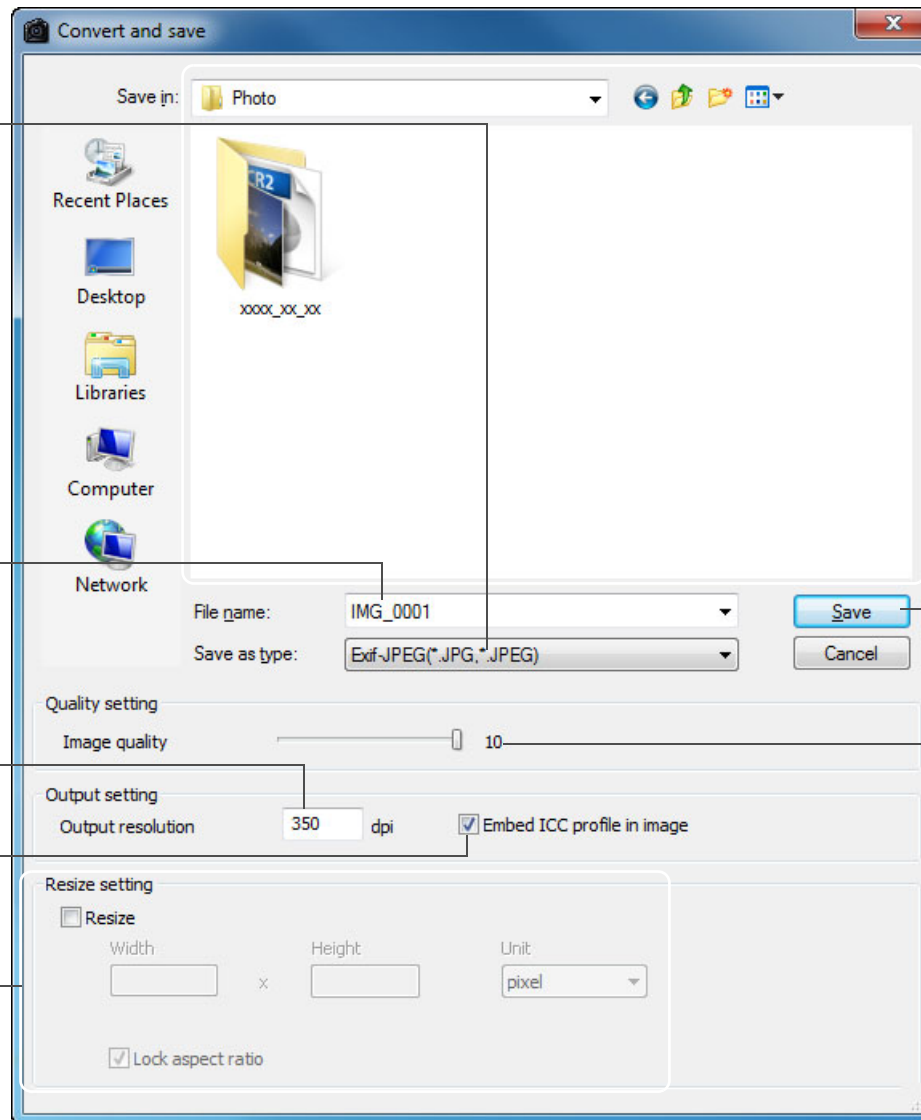 Convert and save
Save in: Photo
Recent Places
CR2
xxxx_xx_xx
Desktop
Libraries
Computer
Network
File name: IMG_0001 Save
Save as type: Exif-JPEG(*.JPG,*.JPEG) Cancel
Quality setting
Image quality 10
Output setting
Output resolution 350 dpi Embed ICC profile in image
Resize setting
Resize
Width Height Unit
x pixel
Lock aspect ratio